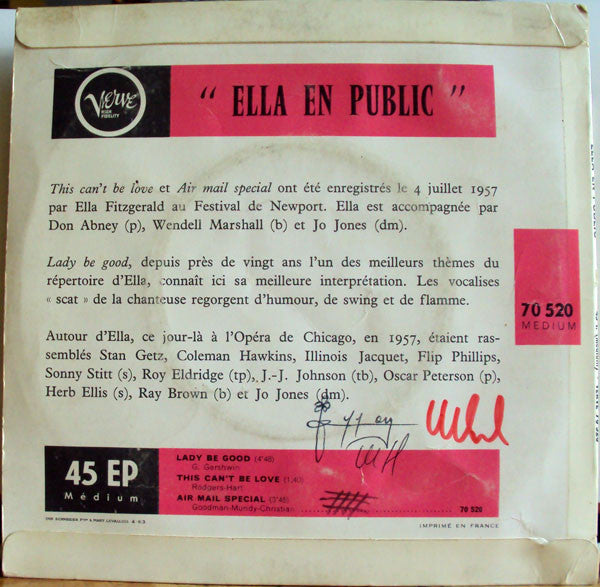 Verve
HIGH
FIDELITY
" ELLA EN PUBLIC "
This can't be love et Air mail special ont été enregistrés le 4 juillet 1957
par Ella Fitzgerald au Festival de Newport. Ella est accompagnée par
Don Abney (p), Wendell Marshall (b) et Jo Jones (dm).
Lady be good, depuis près de vingt ans l'un des meilleurs thèmes du
répertoire d'Ella, connaît ici sa meilleure interprétation. Les vocalises
« scat » de la chanteuse regorgent d'humour, de swing et de flamme.
70 520
MEDIUM
Autour d'Ella, ce jour-là à l'Opéra de Chicago, en 1957, étaient ras-
semblés Stan Getz, Coleman Hawkins, Illinois Jacquet, Flip Phillips,
Sonny Stitt (s), Roy Eldridge (tp), J.-J. Johnson (tb), Oscar Peterson (p),
Herb Ellis (s), Ray Brown (b) et Jo Jones (dm).
45 EP
Médium
LADY BE GOOD (4'48)
G. Gershwin
THIS CAN'T BE LOVE (1,40)
Rodgers-Hart
AIR MAIL SPECIAL (3'45)
Goodman-Mundy-Christian
70 520
IMPRIMÉ EN FRANCE